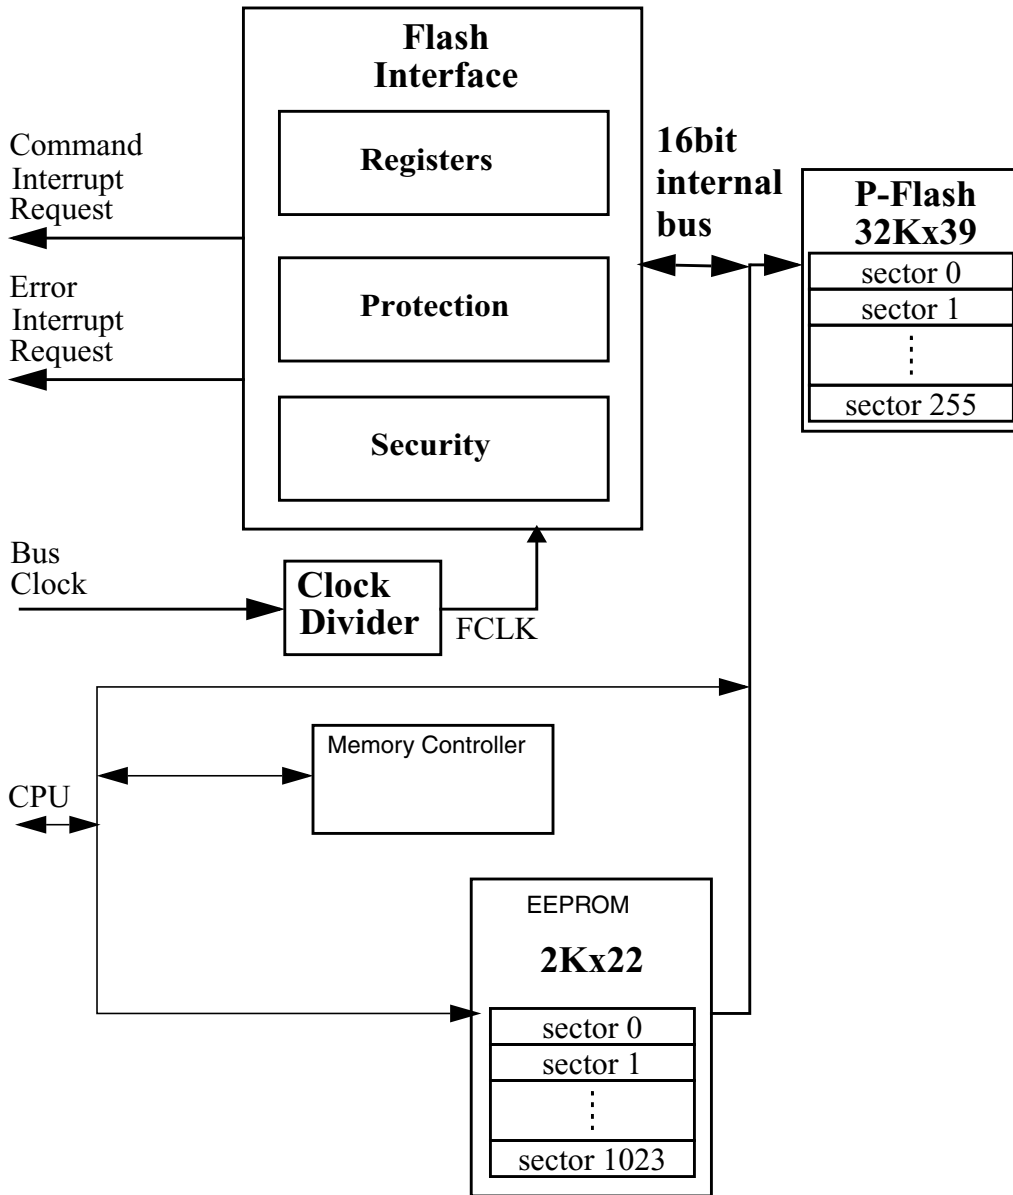 Flash
Interface
Registers
Protection
Security
Command
Interrupt
Request
Error
Interrupt
Request
16bit
internal
bus
P-Flash
32Kx39
sector 0
sector 1
sector 255
Bus
Clock
Clock
Divider
FCLK
Memory Controller
CPU
EEPROM
2Kx22
sector 0
sector 1
sector 1023